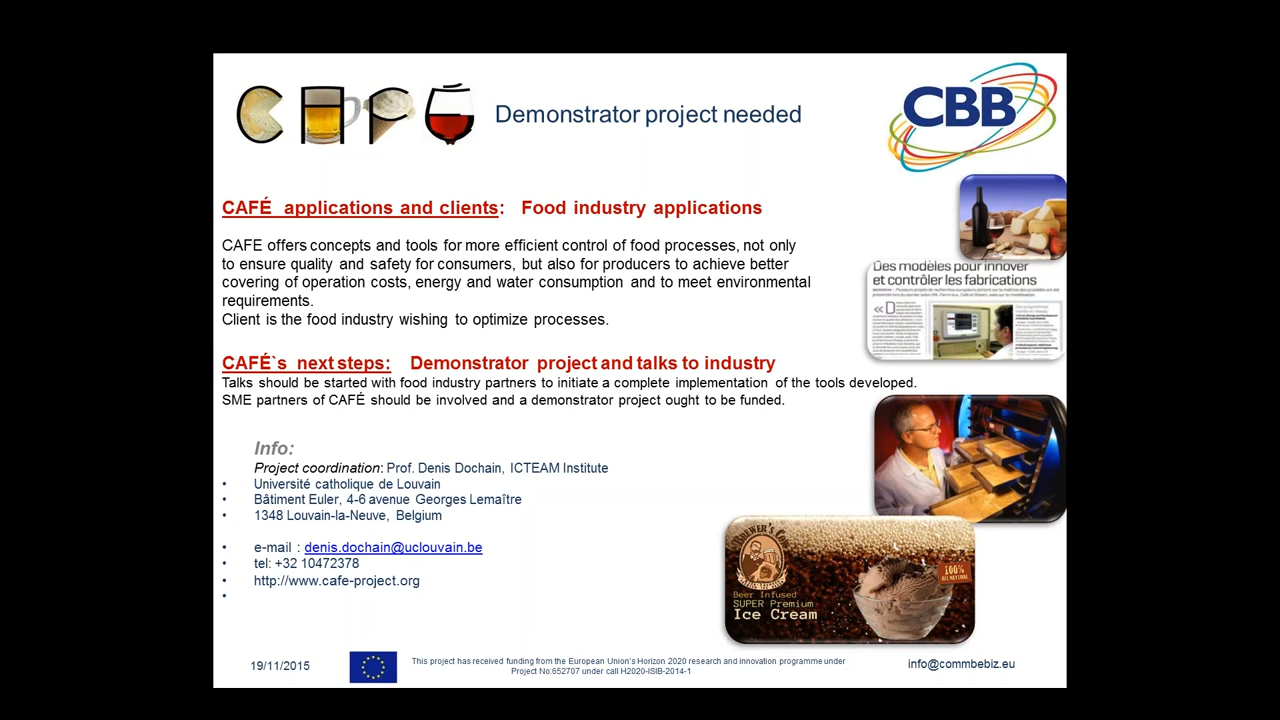 CAFÉ
Demonstrator project needed
CBB
CAFÉ applications and clients: Food industry applications
CAFE offers concepts and tools for more efficient control of food processes, not only
to ensure quality and safety for consumers, but also for producers to achieve better
covering of operation costs, energy and water consumption and to meet environmental
requirements.
Client is the food industry wishing to optimize processes.
Des modèles pour innover
et contrôler les fabrications
CAFÉ`s next steps: Demonstrator project and talks to industry
Talks should be started with food industry partners to initiate a complete implementation of the tools developed.
SME partners of CAFÉ should be involved and a demonstrator project ought to be funded.
Info:
Project coordination: Prof. Denis Dochain, ICTEAM Institute
• Université catholique de Louvain
• Bâtiment Euler, 4-6 avenue Georges Lemaître
• 1348 Louvain-la-Neuve, Belgium
• e-mail : denis.dochain@uclouvain.be
• tel: +32 10472378
• http://www.cafe-project.org
•
BREWER'S
100%
ALL NATURAL
Beer Infused
SUPER Premium
Ice Cream
19/11/2015
This project has received funding from the European Union's Horizon 2020 research and innovation programme under
Project No:652707 under call H2020-ISIB-2014-1
info@commbebiz.eu